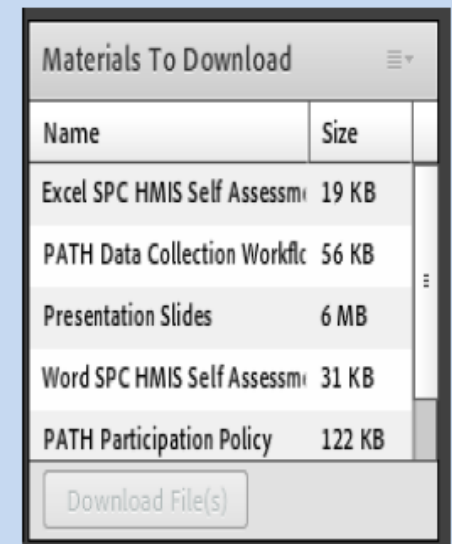 Materials To Download
Name Size
Excel SPC HMIS Self Assessm 19 KB
PATH Data Collection Workflc 56 KB
Presentation Slides 6 MB
Word SPC HMIS Self Assessm 31 KB
PATH Participation Policy 122 KB
Download File(s)